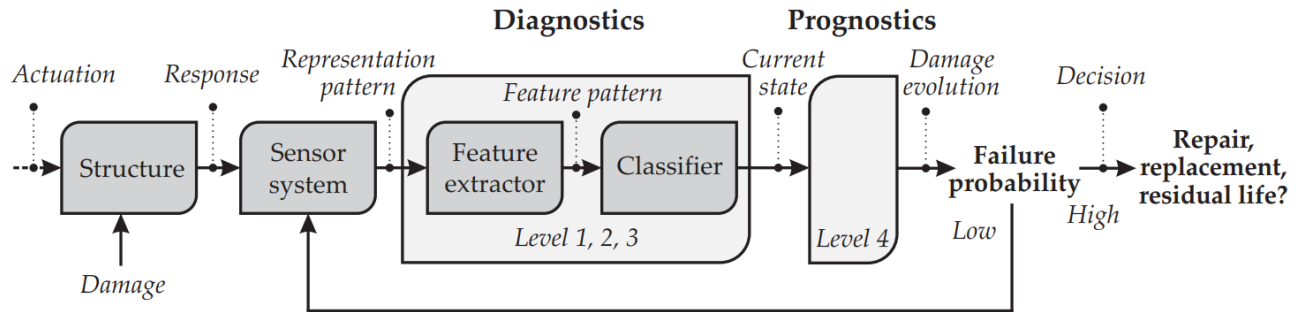 Diagnostics
Prognostics
Actuation
Response
Representation
pattern
Feature pattern
Current
state
Damage
evolution
Decision
Structure
Sensor
system
Feature
extractor
Classifier
Level 1, 2, 3
Level 4
Failure
probability
Repair,
replacement,
residual life?
Low
High
Damage